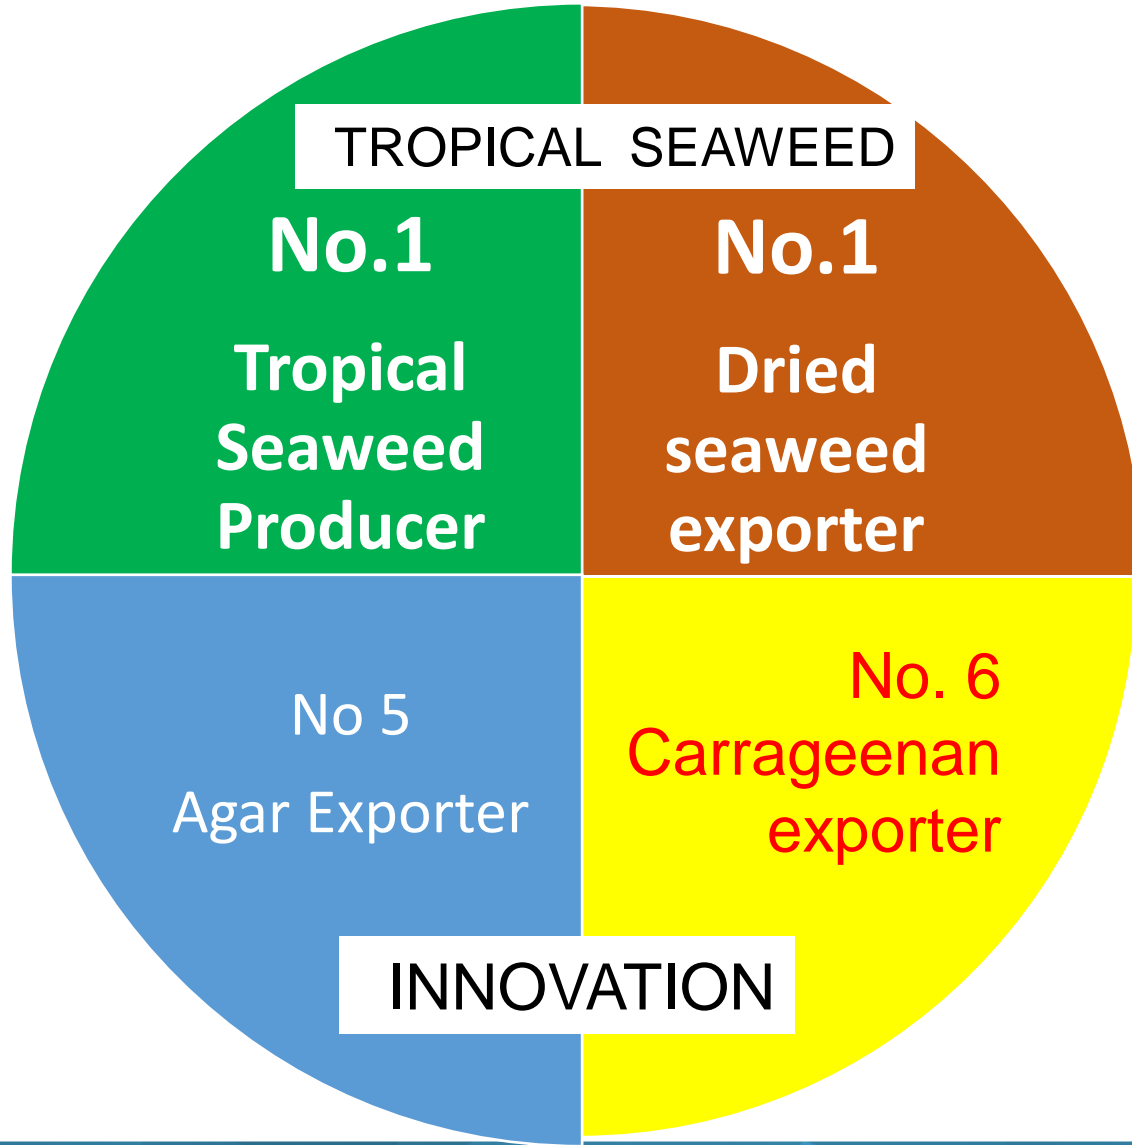 TROPICAL SEAWEED
No.1
Tropical
Seaweed
Producer
No.1
Dried
seaweed
exporter
No 5
Agar Exporter
No. 6
Carrageenan
exporter
INNOVATION